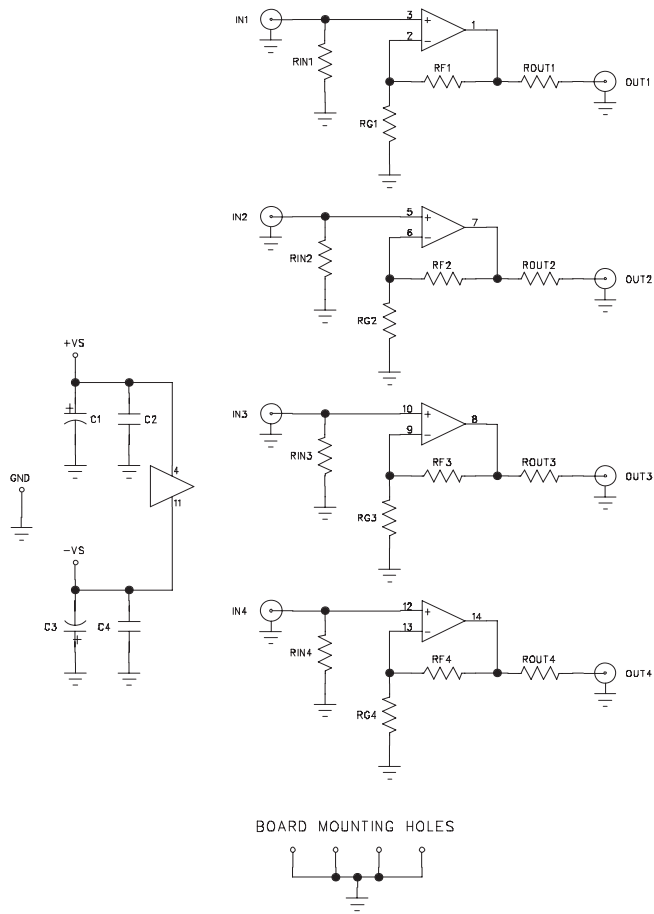 IN1
3
1
2
RIN1
RF1
ROUT1
OUT1
RG1
IN2
5
7
6
RIN2
RF2
ROUT2
OUT2
RG2
+VS
+
C1
C2
4
GND
11
-VS
C3
C4
+
IN3
10
8
9
RIN3
RF3
ROUT3
OUT3
RG3
IN4
12
14
13
RIN4
RF4
ROUT4
OUT4
RG4
BOARD MOUNTING HOLES